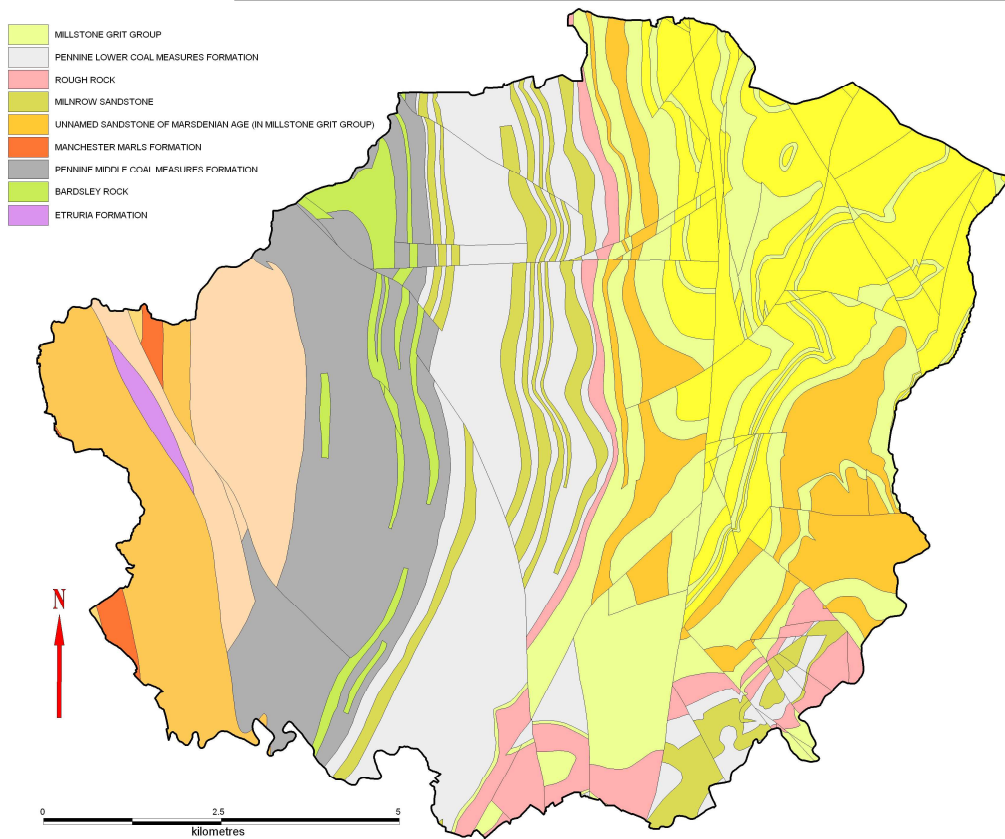 MILLSTONE GRIT GROUP
PENNINE LOWER COAL MEASURES FORMATION
ROUGH ROCK
MILNROW SANDSTONE
UNNAMED SANDSTONE OF MARSDENIAN AGE (IN MILLSTONE GRIT GROUP)
MANCHESTER MARLS FORMATION
PENNINE MIDDLE COAL MEASURES FORMATION
BARDSLEY ROCK
ETRURIA FORMATION
N
0 2.5 5
kilometres